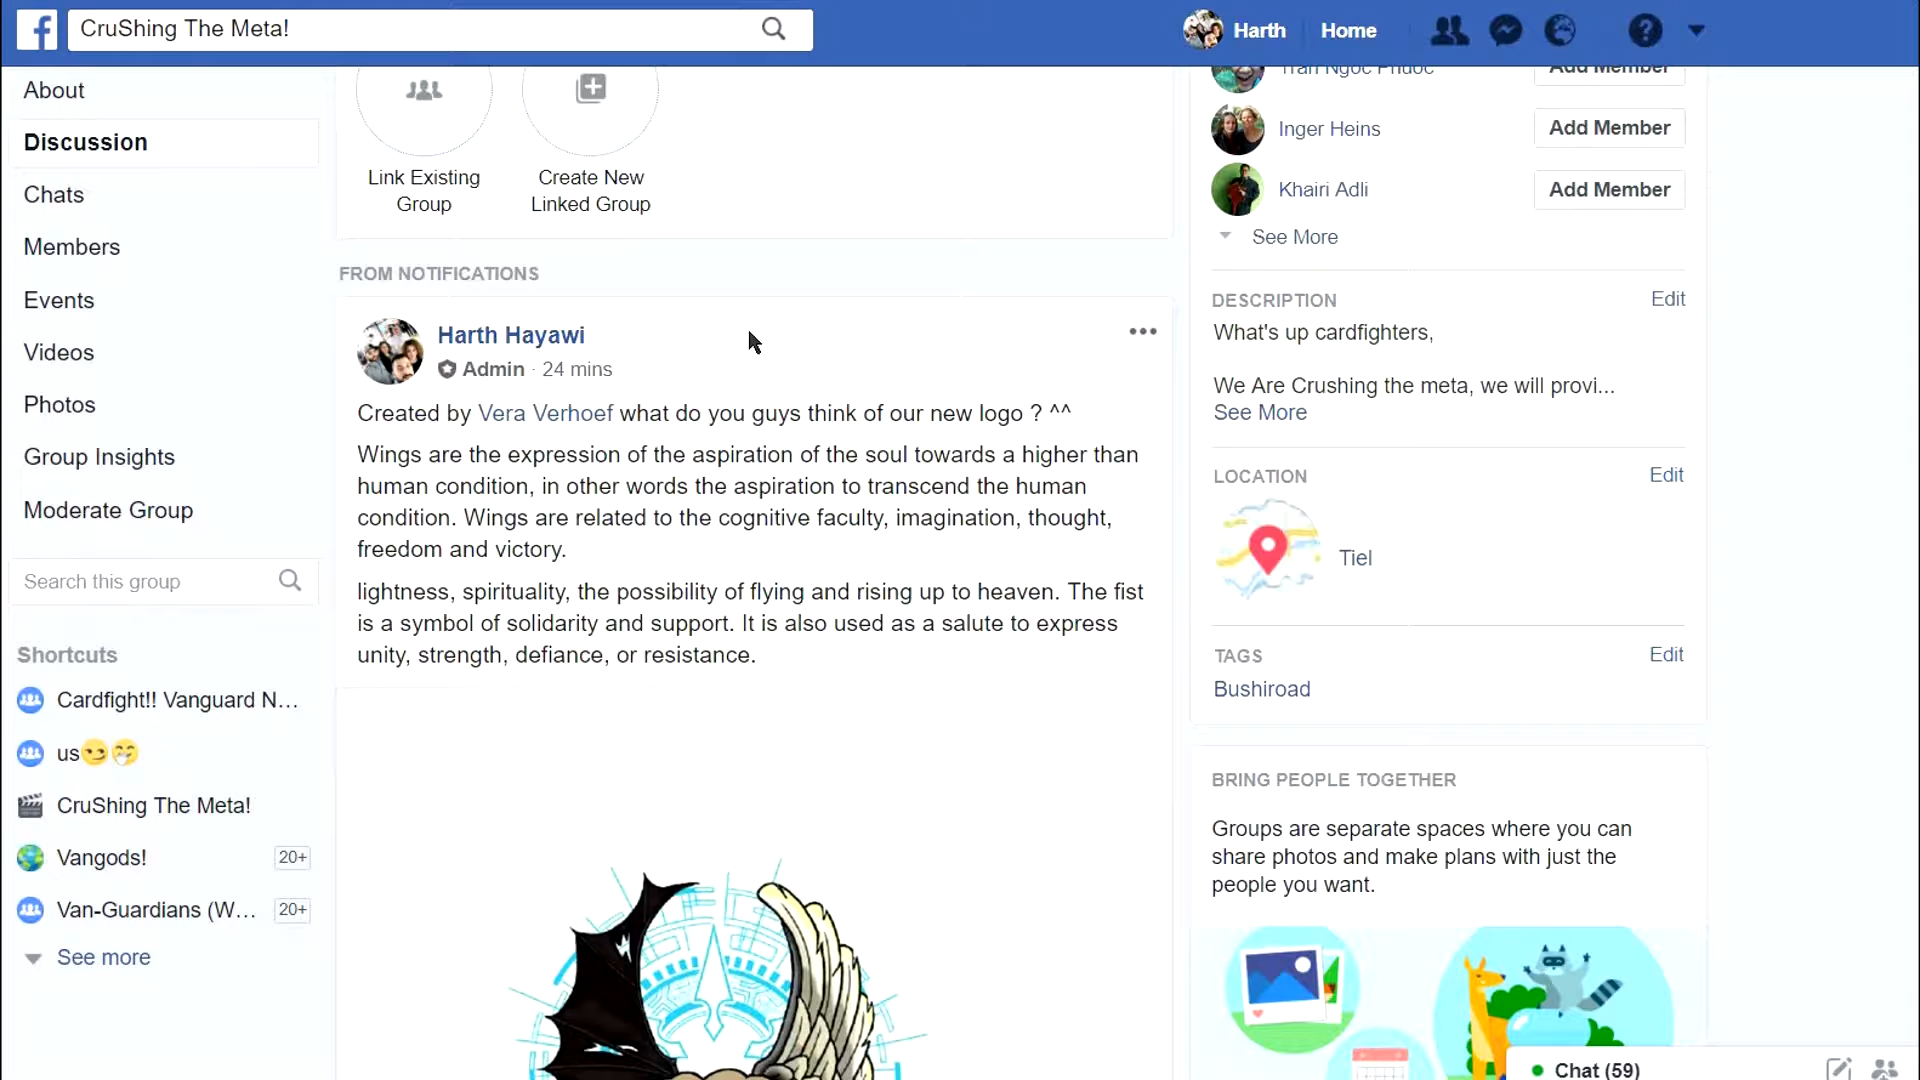 CruShing The Meta!
Harth
Home
About
Discussion
Chats
Members
Events
Videos
Photos
Group Insights
Moderate Group
Search this group
Shortcuts
Cardfight!! Vanguard N...
us😏🤭
CruShing The Meta!
Vangods!
20+
Van-Guardians (W...
20+
See more
Link Existing
Group
Create New
Linked Group
FROM NOTIFICATIONS
Harth Hayawi
Admin · 24 mins
Created by Vera Verhoef what do you guys think of our new logo ? ^^
Wings are the expression of the aspiration of the soul towards a higher than
human condition, in other words the aspiration to transcend the human
condition. Wings are related to the cognitive faculty, imagination, thought,
freedom and victory.
lightness, spirituality, the possibility of flying and rising up to heaven. The fist
is a symbol of solidarity and support. It is also used as a salute to express
unity, strength, defiance, or resistance.
Tran Ngoc Phuoc
Add Member
Inger Heins
Add Member
Khairi Adli
Add Member
See More
DESCRIPTION
Edit
What's up cardfighters,
We Are Crushing the meta, we will provi...
See More
LOCATION
Edit
Tiel
TAGS
Edit
Bushiroad
BRING PEOPLE TOGETHER
Groups are separate spaces where you can
share photos and make plans with just the
people you want.
Chat (59)